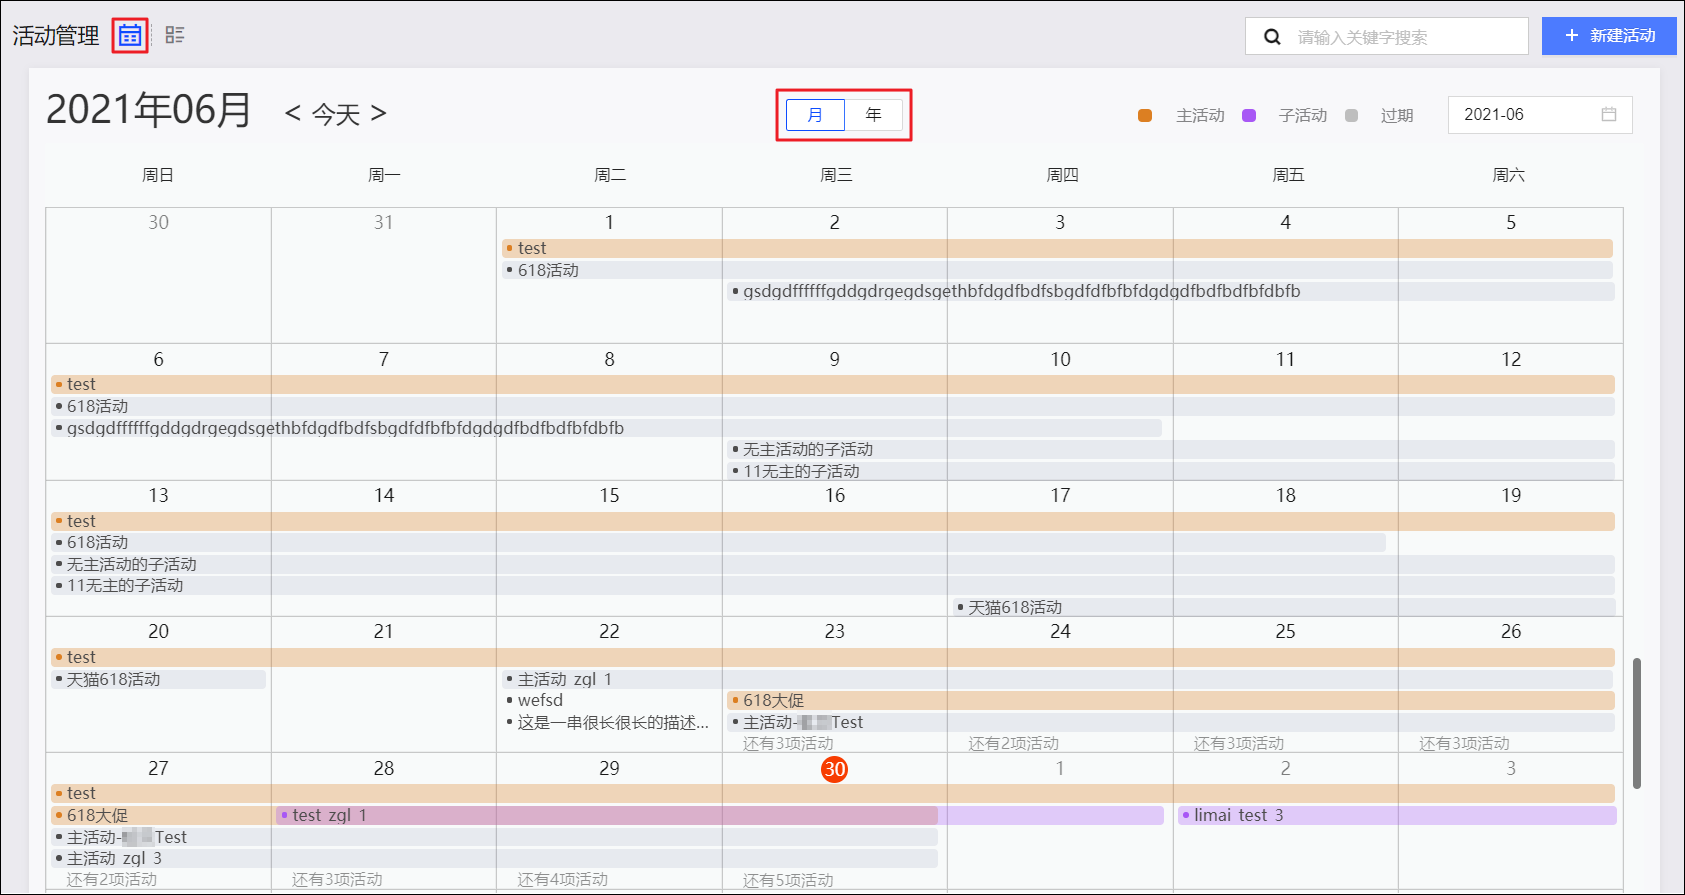 活动管理
请输入关键字搜索
+ 新建活动
2021年06月 < 今天 >
月 年
主活动 子活动 过期
2021-06
周日 周一 周二 周三 周四 周五 周六
30 31 1 2 3 4 5
test
618活动
gsdgdffffffgddgdrgegdsgethbfdgdfbdfsbgdfdfbfbfdgdgdfbdfbdfbfdbfb
6 7 8 9 10 11 12
test
618活动
gsdgdffffffgddgdrgegdsgethbfdgdfbdfsbgdfdfbfbfdgdgdfbdfbdfbfdbfb
无主活动的子活动
11无主的子活动
13 14 15 16 17 18 19
test
618活动
无主活动的子活动
11无主的子活动
天猫618活动
20 21 22 23 24 25 26
test
天猫618活动 主活动 zgl 1
wefsd 618大促
这是一串很长很长的描述... 主活动- Test
还有3项活动 还有2项活动 还有3项活动 还有3项活动
27 28 29 30 1 2 3
test
618大促 test zgl 1 limai test 3
主活动- Test
主活动 zgl 3
还有2项活动 还有3项活动 还有4项活动 还有5项活动